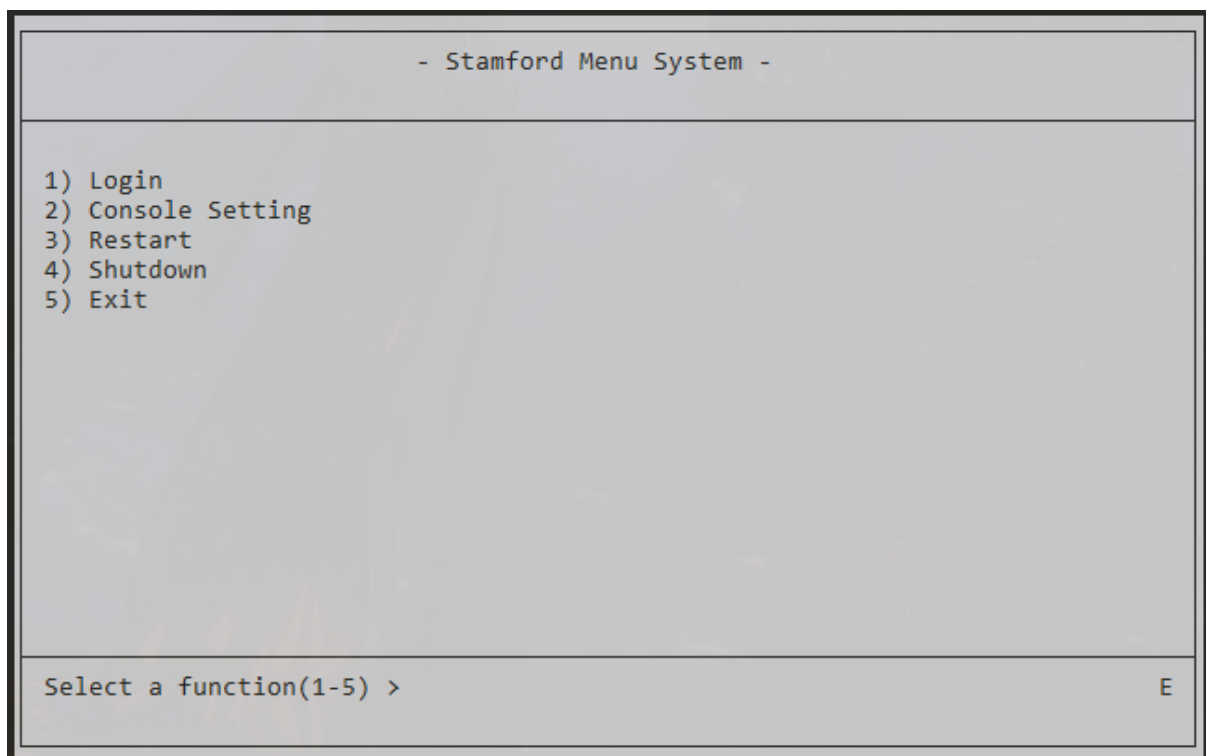 - Stamford Menu System -
1) Login
2) Console Setting
3) Restart
4) Shutdown
5) Exit
Select a function(1-5) > E